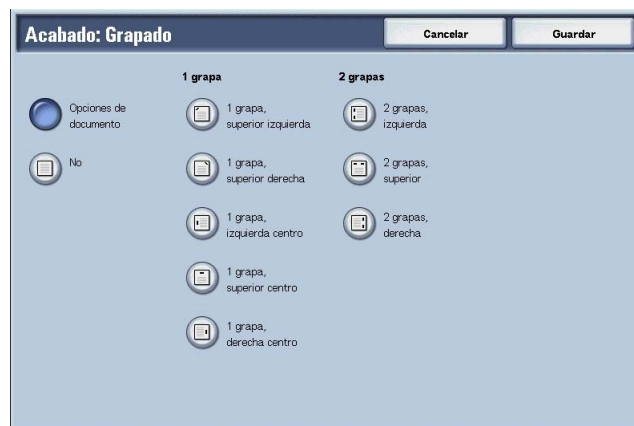 Acabado: Grapado
Cancelar
Guardar
1 grapa
2 grapas
Opciones de
documento
No
1 grapa,
superior izquierda
1 grapa,
superior derecha
1 grapa,
izquierda centro
1 grapa,
superior centro
1 grapa,
derecha centro
2 grapas,
izquierda
2 grapas,
superior
2 grapas,
derecha